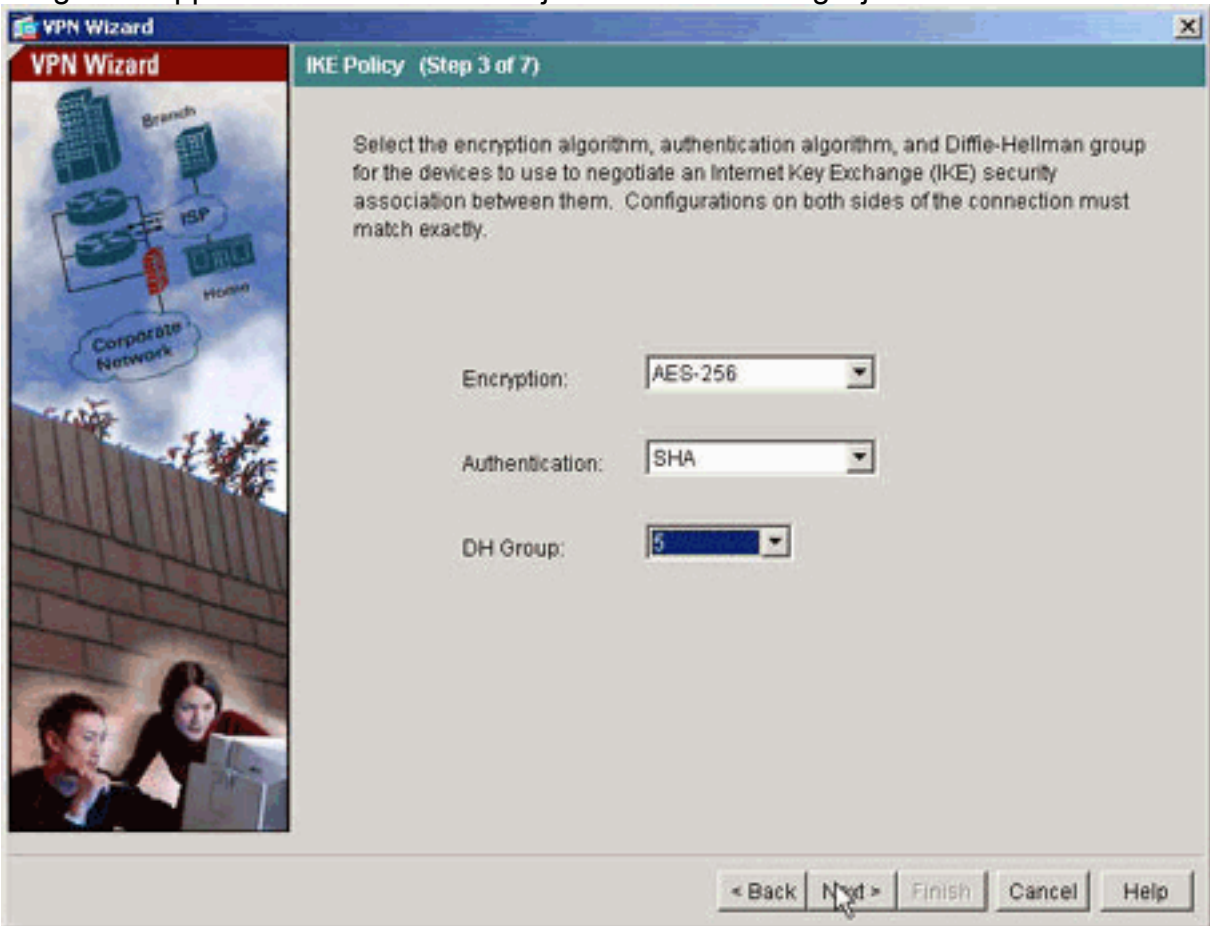 VPN Wizard
VPN Wizard
IKE Policy (Step 3 of 7)
Branch
ISP
Home
Corporate
Network
Select the encryption algorithm, authentication algorithm, and Diffie-Hellman group
for the devices to use to negotiate an Internet Key Exchange (IKE) security
association between them. Configurations on both sides of the connection must
match exactly.
Encryption: AES-256
Authentication: SHA
DH Group: 5
< Back Next > Finish Cancel Help